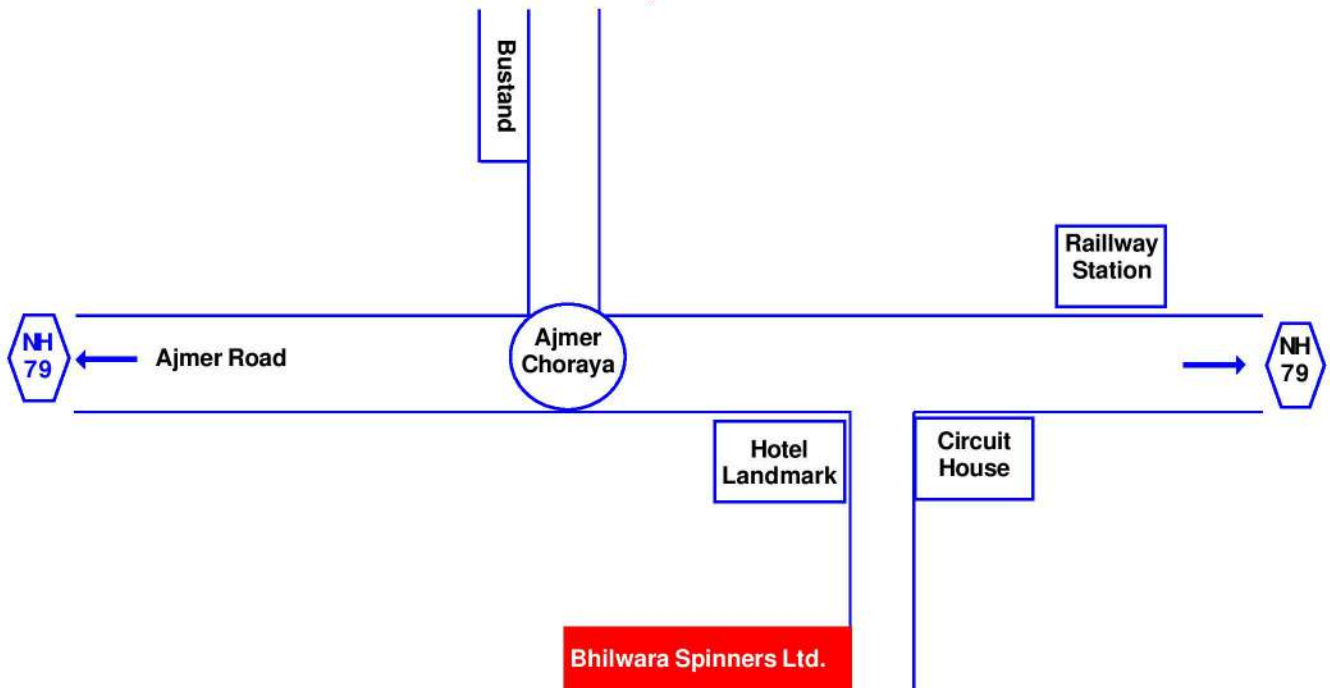 Bustand
Raillway
Station
NH
79
Ajmer Road
Ajmer
Choraya
NH
79
Hotel
Landmark
Circuit
House
Bhilwara Spinners Ltd.